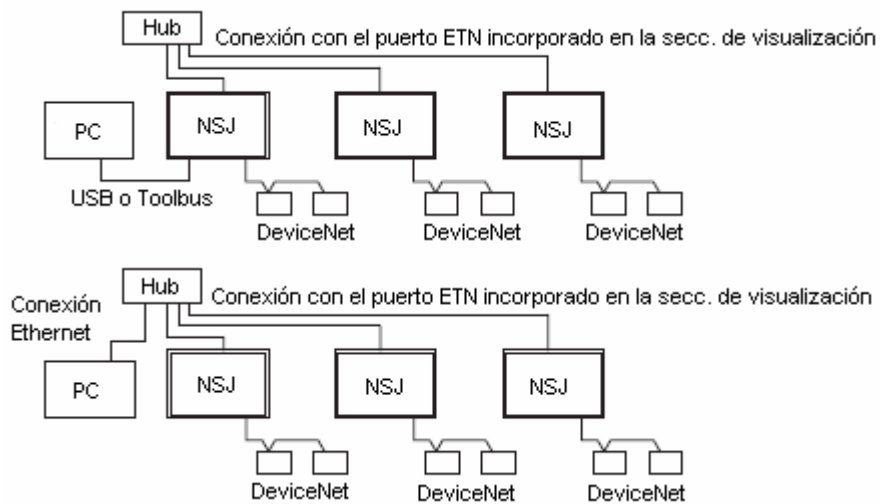 Hub
Conexión con el puerto ETN incorporado en la secc. de visualización
PC
NSJ
NSJ
NSJ
USB o Toolbus
DeviceNet
DeviceNet
DeviceNet
Hub
Conexión con el puerto ETN incorporado en la secc. de visualización
Conexión
Ethernet
PC
NSJ
NSJ
NSJ
DeviceNet
DeviceNet
DeviceNet